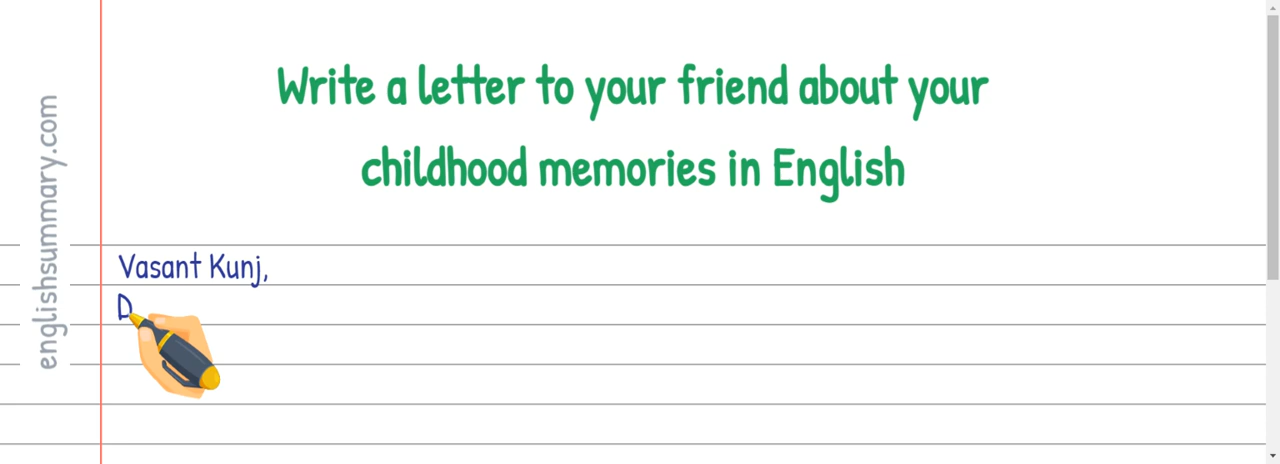 Write a letter to your friend about your
childhood memories in English
englishsummary.com
Vasant Kunj,
D